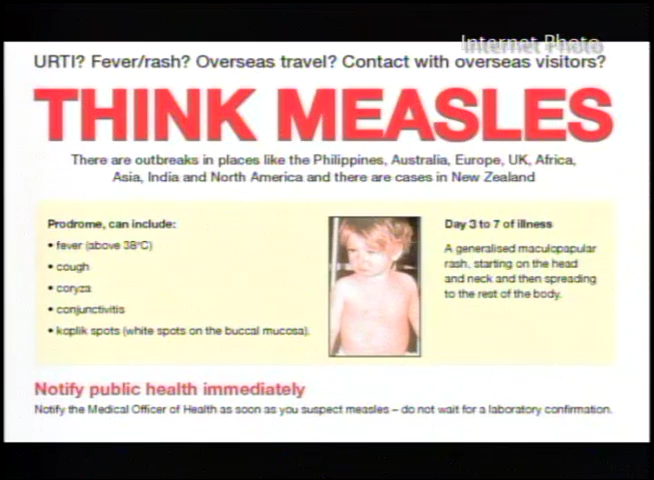 Internet Photo
URTI? Fever/rash? Overseas travel? Contact with overseas visitors?
THINK MEASLES
There are outbreaks in places like the Philippines, Australia, Europe, UK, Africa,
Asia, India and North America and there are cases in New Zealand
Prodrome, can include:
• fever (above 38°C)
• cough
• coryza
• conjunctivitis
• koplik spots (white spots on the buccal mucosa).
Day 3 to 7 of illness
A generalised maculopapular
rash, starting on the head
and neck and then spreading
to the rest of the body.
Notify public health immediately
Notify the Medical Officer of Health as soon as you suspect measles – do not wait for a laboratory confirmation.